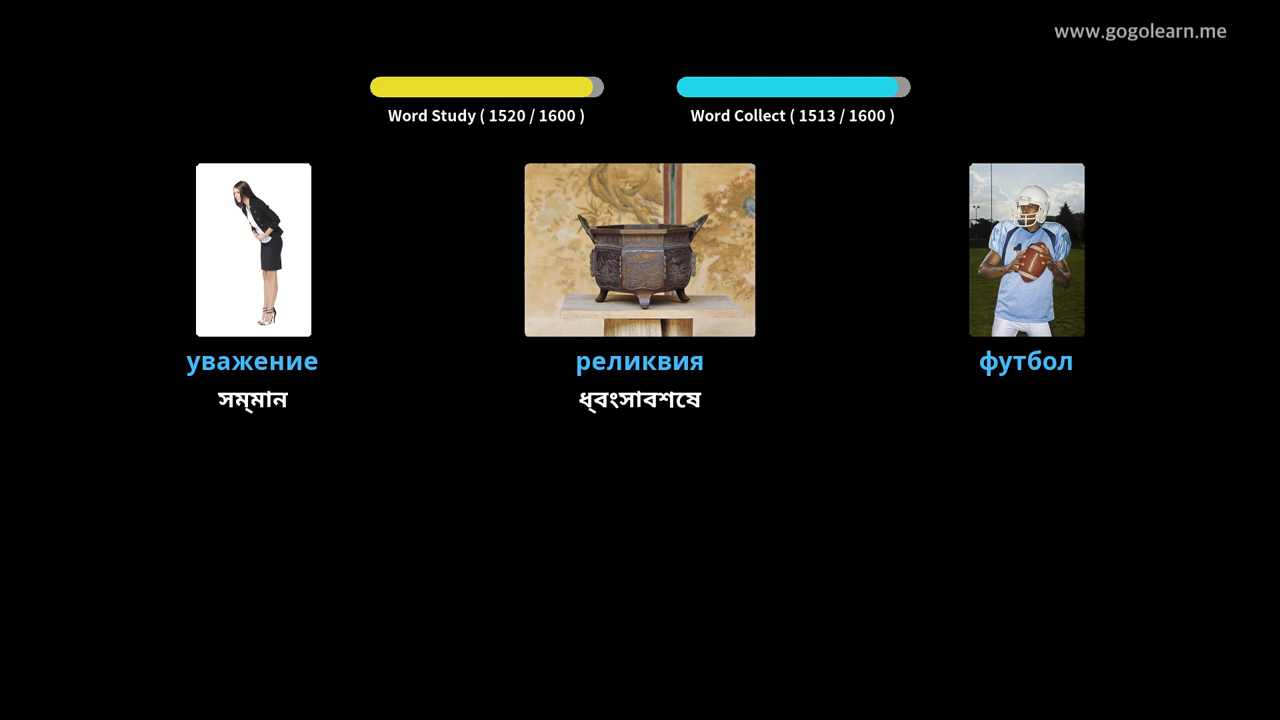 www.gogolearn.me
Word Study ( 1520 / 1600 )
Word Collect ( 1513 / 1600 )
уважение
реликвия
футбол
সম্মান
ধ্বংসাবশেষ